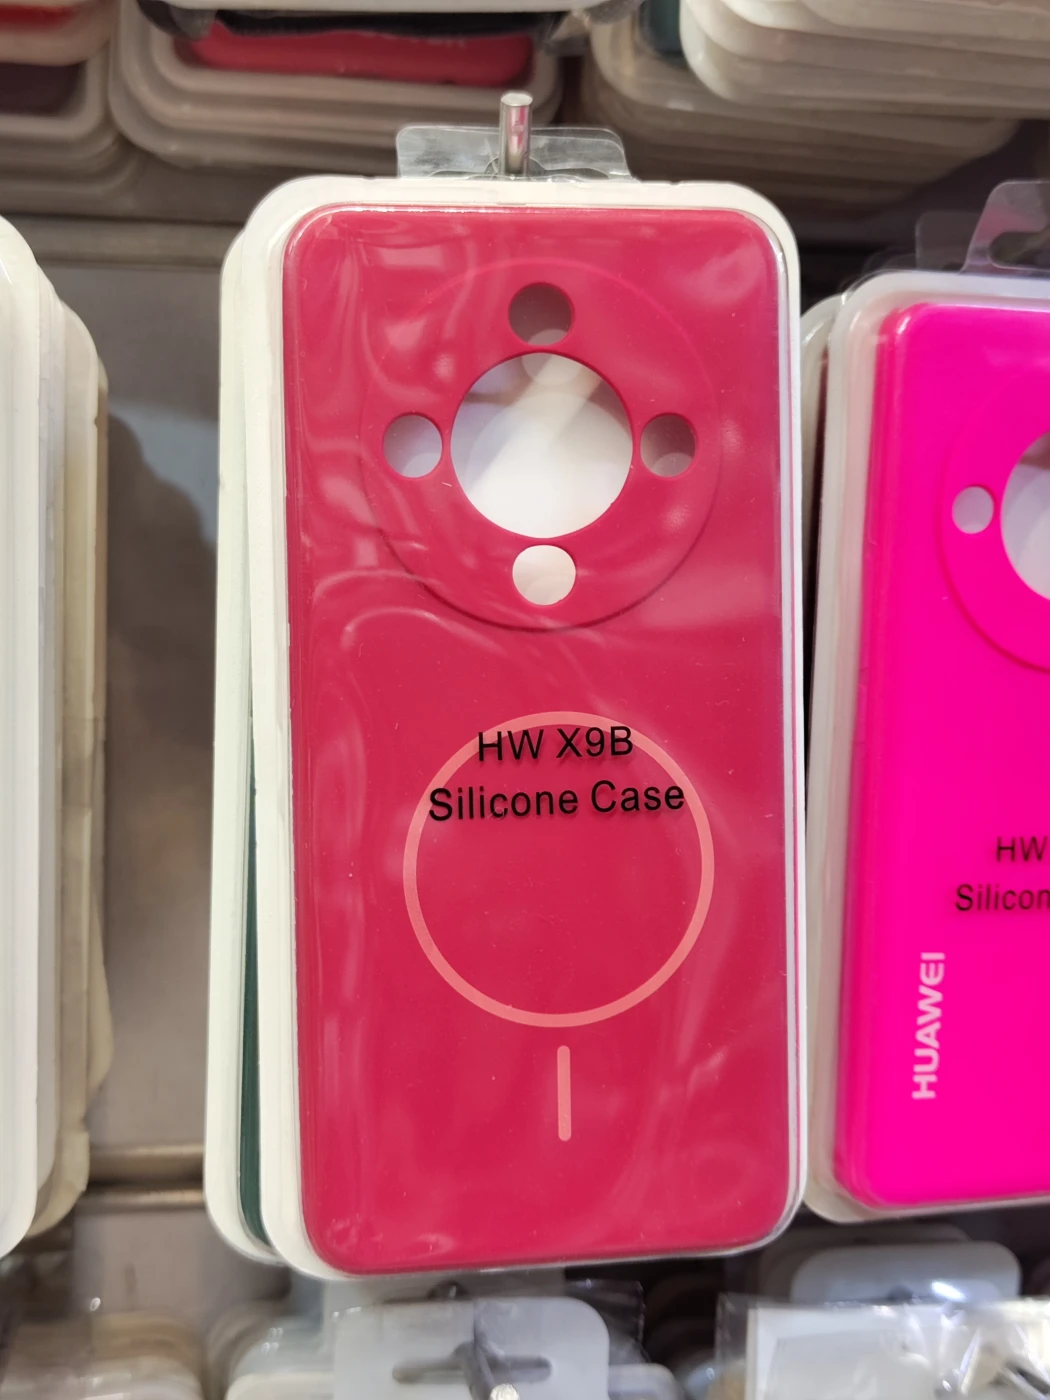 HW X9B
Silicone Case
HW
Silicon
HUAWEI